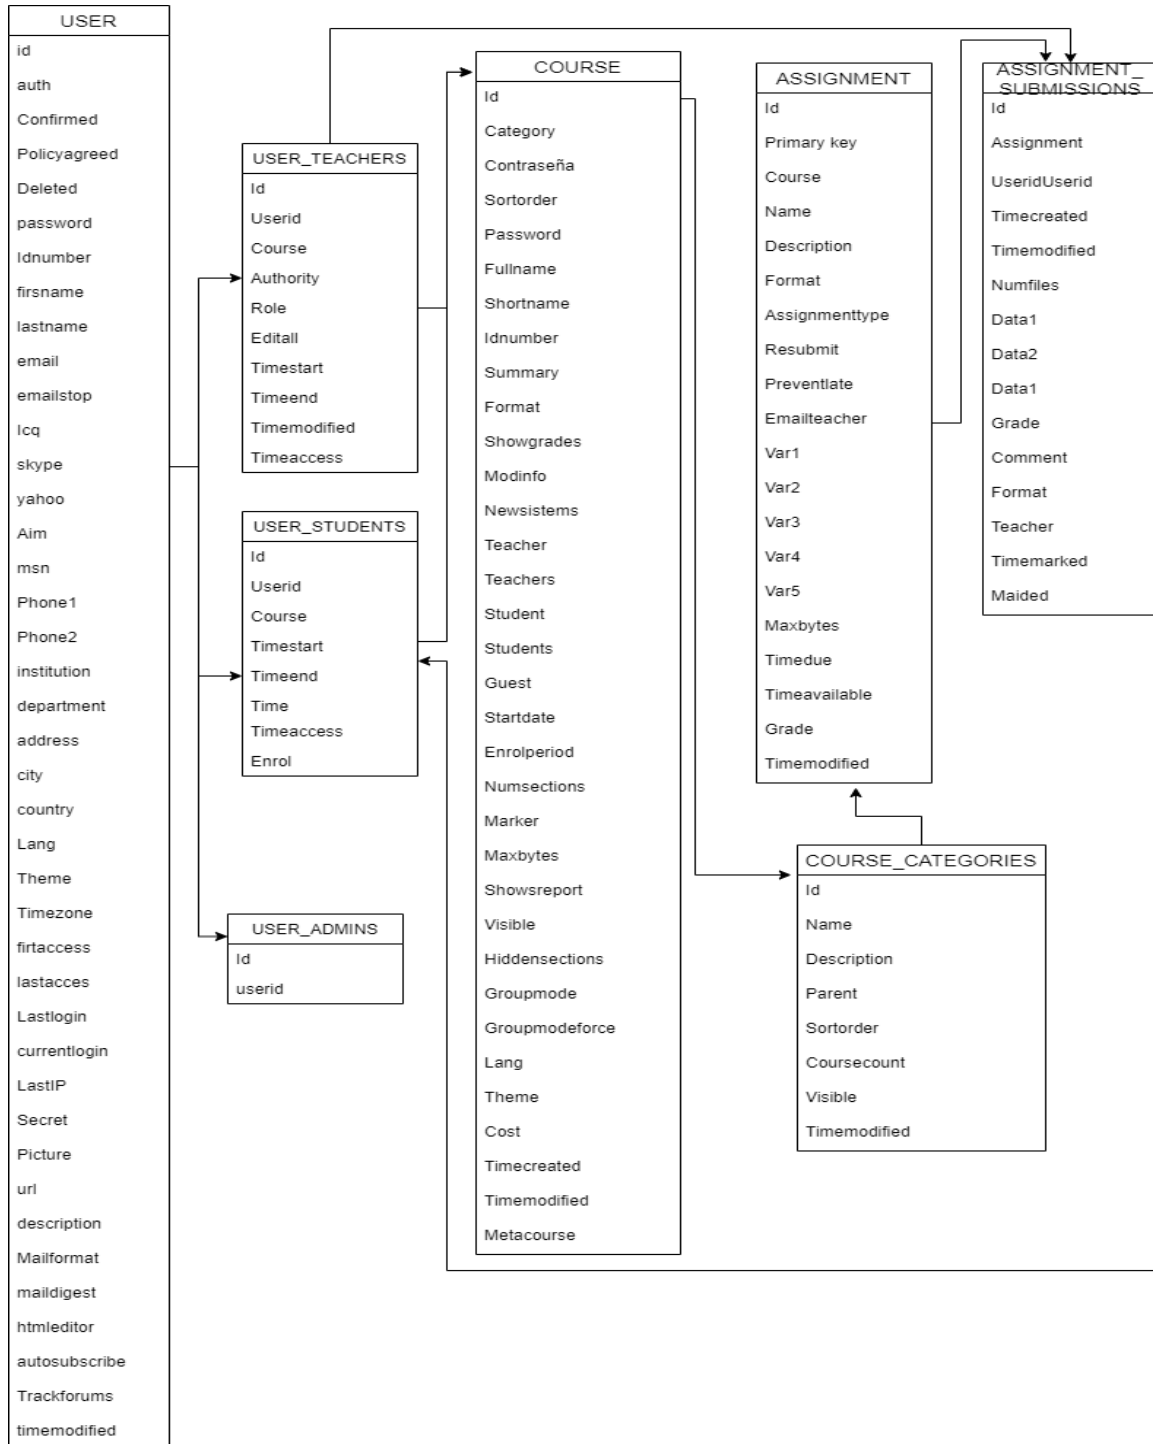 USER
id
auth
Confirmed
Policyagreed
Deleted
password
Idnumber
firsname
lastname
email
emailstop
Icq
skype
yahoo
Aim
msn
Phone1
Phone2
institution
department
address
city
country
Lang
Theme
Timezone
firtaccess
lastacces
Lastlogin
currentlogin
LastIP
Secret
Picture
url
description
Mailformat
maildigest
htmleditor
autosubscribe
Trackforums
timemodified
USER_TEACHERS
Id
Userid
Course
Authority
Role
Editall
Timestart
Timeend
Timemodified
Timeaccess
USER_STUDENTS
Id
Userid
Course
Timestart
Timeend
Time
Timeaccess
Enrol
USER_ADMINS
Id
userid
COURSE
Id
Category
Contraseña
Sortorder
Password
Fullname
Shortname
Idnumber
Summary
Format
Showgrades
Modinfo
Newsistems
Teacher
Teachers
Student
Students
Guest
Startdate
Enrolperiod
Numsections
Marker
Maxbytes
Showsreport
Visible
Hiddensections
Groupmode
Groupmodeforce
Lang
Theme
Cost
Timecreated
Timemodified
Metacourse
ASSIGNMENT
Id
Primary key
Course
Name
Description
Format
Assignmenttype
Resubmit
Preventlate
Emailteacher
Var1
Var2
Var3
Var4
Var5
Maxbytes
Timedue
Timeavailable
Grade
Timemodified
COURSE_CATEGORIES
Id
Name
Description
Parent
Sortorder
Coursecount
Visible
Timemodified
ASSIGNMENT_
SUBMISSIONS
Id
Assignment
UseridUserid
Timecreated
Timemodified
Numfiles
Data1
Data2
Data1
Grade
Comment
Format
Teacher
Timemarked
Maided